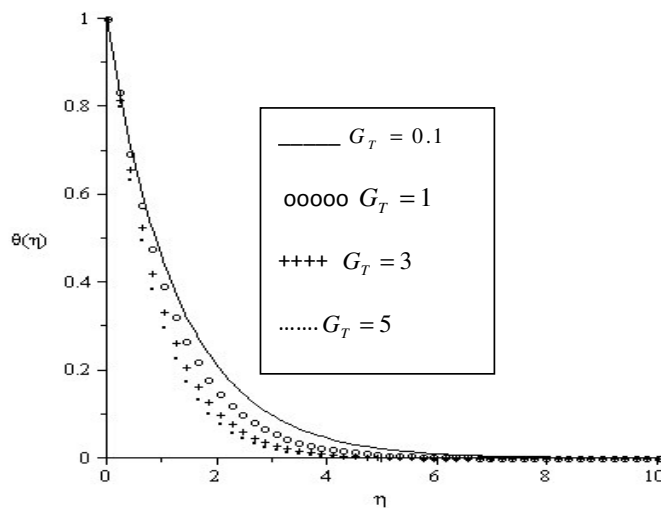 1
0.8
0.6
θ(η)
0.4
0.2
0
0 2 4 6 8 10
η
_____ G_T = 0.1
ooooo G_T = 1
++++ G_T = 3
....... G_T = 5